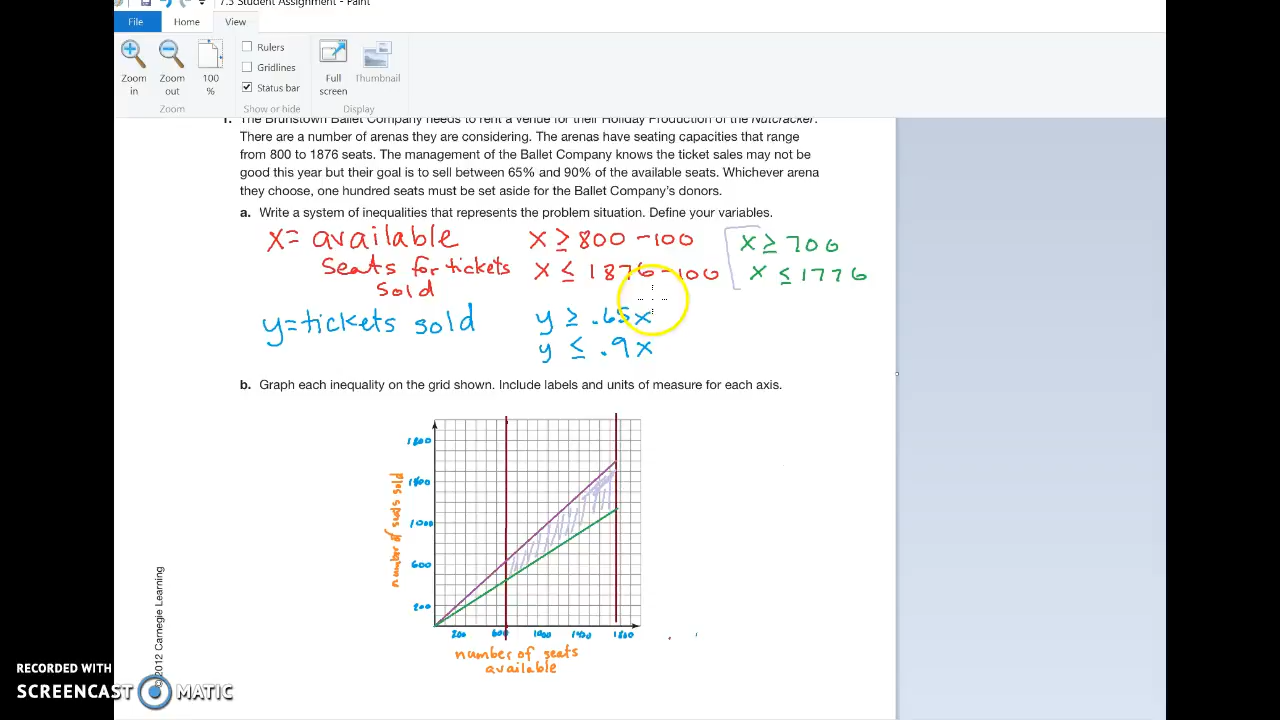 7.3 Student Assignment - Paint
File Home View
Zoom in Zoom out 100 %
Rulers
Gridlines
Status bar
Full screen Thumbnail
Zoom Show or hide Display
1. The Brunstown Ballet Company needs to rent a venue for their Holiday Production of the Nutcracker.
There are a number of arenas they are considering. The arenas have seating capacities that range
from 800 to 1876 seats. The management of the Ballet Company knows the ticket sales may not be
good this year but their goal is to sell between 65% and 90% of the available seats. Whichever arena
they choose, one hundred seats must be set aside for the Ballet Company's donors.
a. Write a system of inequalities that represents the problem situation. Define your variables.
x= available x ≥ 800 -100 x ≥ 700
Seats for tickets x ≤ 1876 -100 x ≤ 1776
sold
y=tickets sold y ≥ .65x
y ≤ .9x
b. Graph each inequality on the grid shown. Include labels and units of measure for each axis.
1800
1400
1000
600
200
number of seats sold
200 600 1000 1400 1800
number of seats
available
© 2012 Carnegie Learning
RECORDED WITH
SCREENCAST MATIC